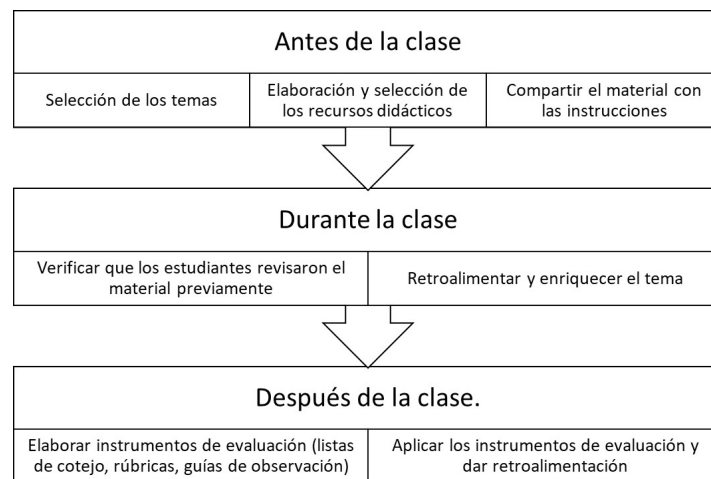 Antes de la clase
Selección de los temas
Elaboración y selección de
los recursos didácticos
Compartir el material con
las instrucciones
Durante la clase
Verificar que los estudiantes revisaron el
material previamente
Retroalimentar y enriquecer el tema
Después de la clase.
Elaborar instrumentos de evaluación (listas
de cotejo, rúbricas, guías de observación)
Aplicar los instrumentos de evaluación y
dar retroalimentación